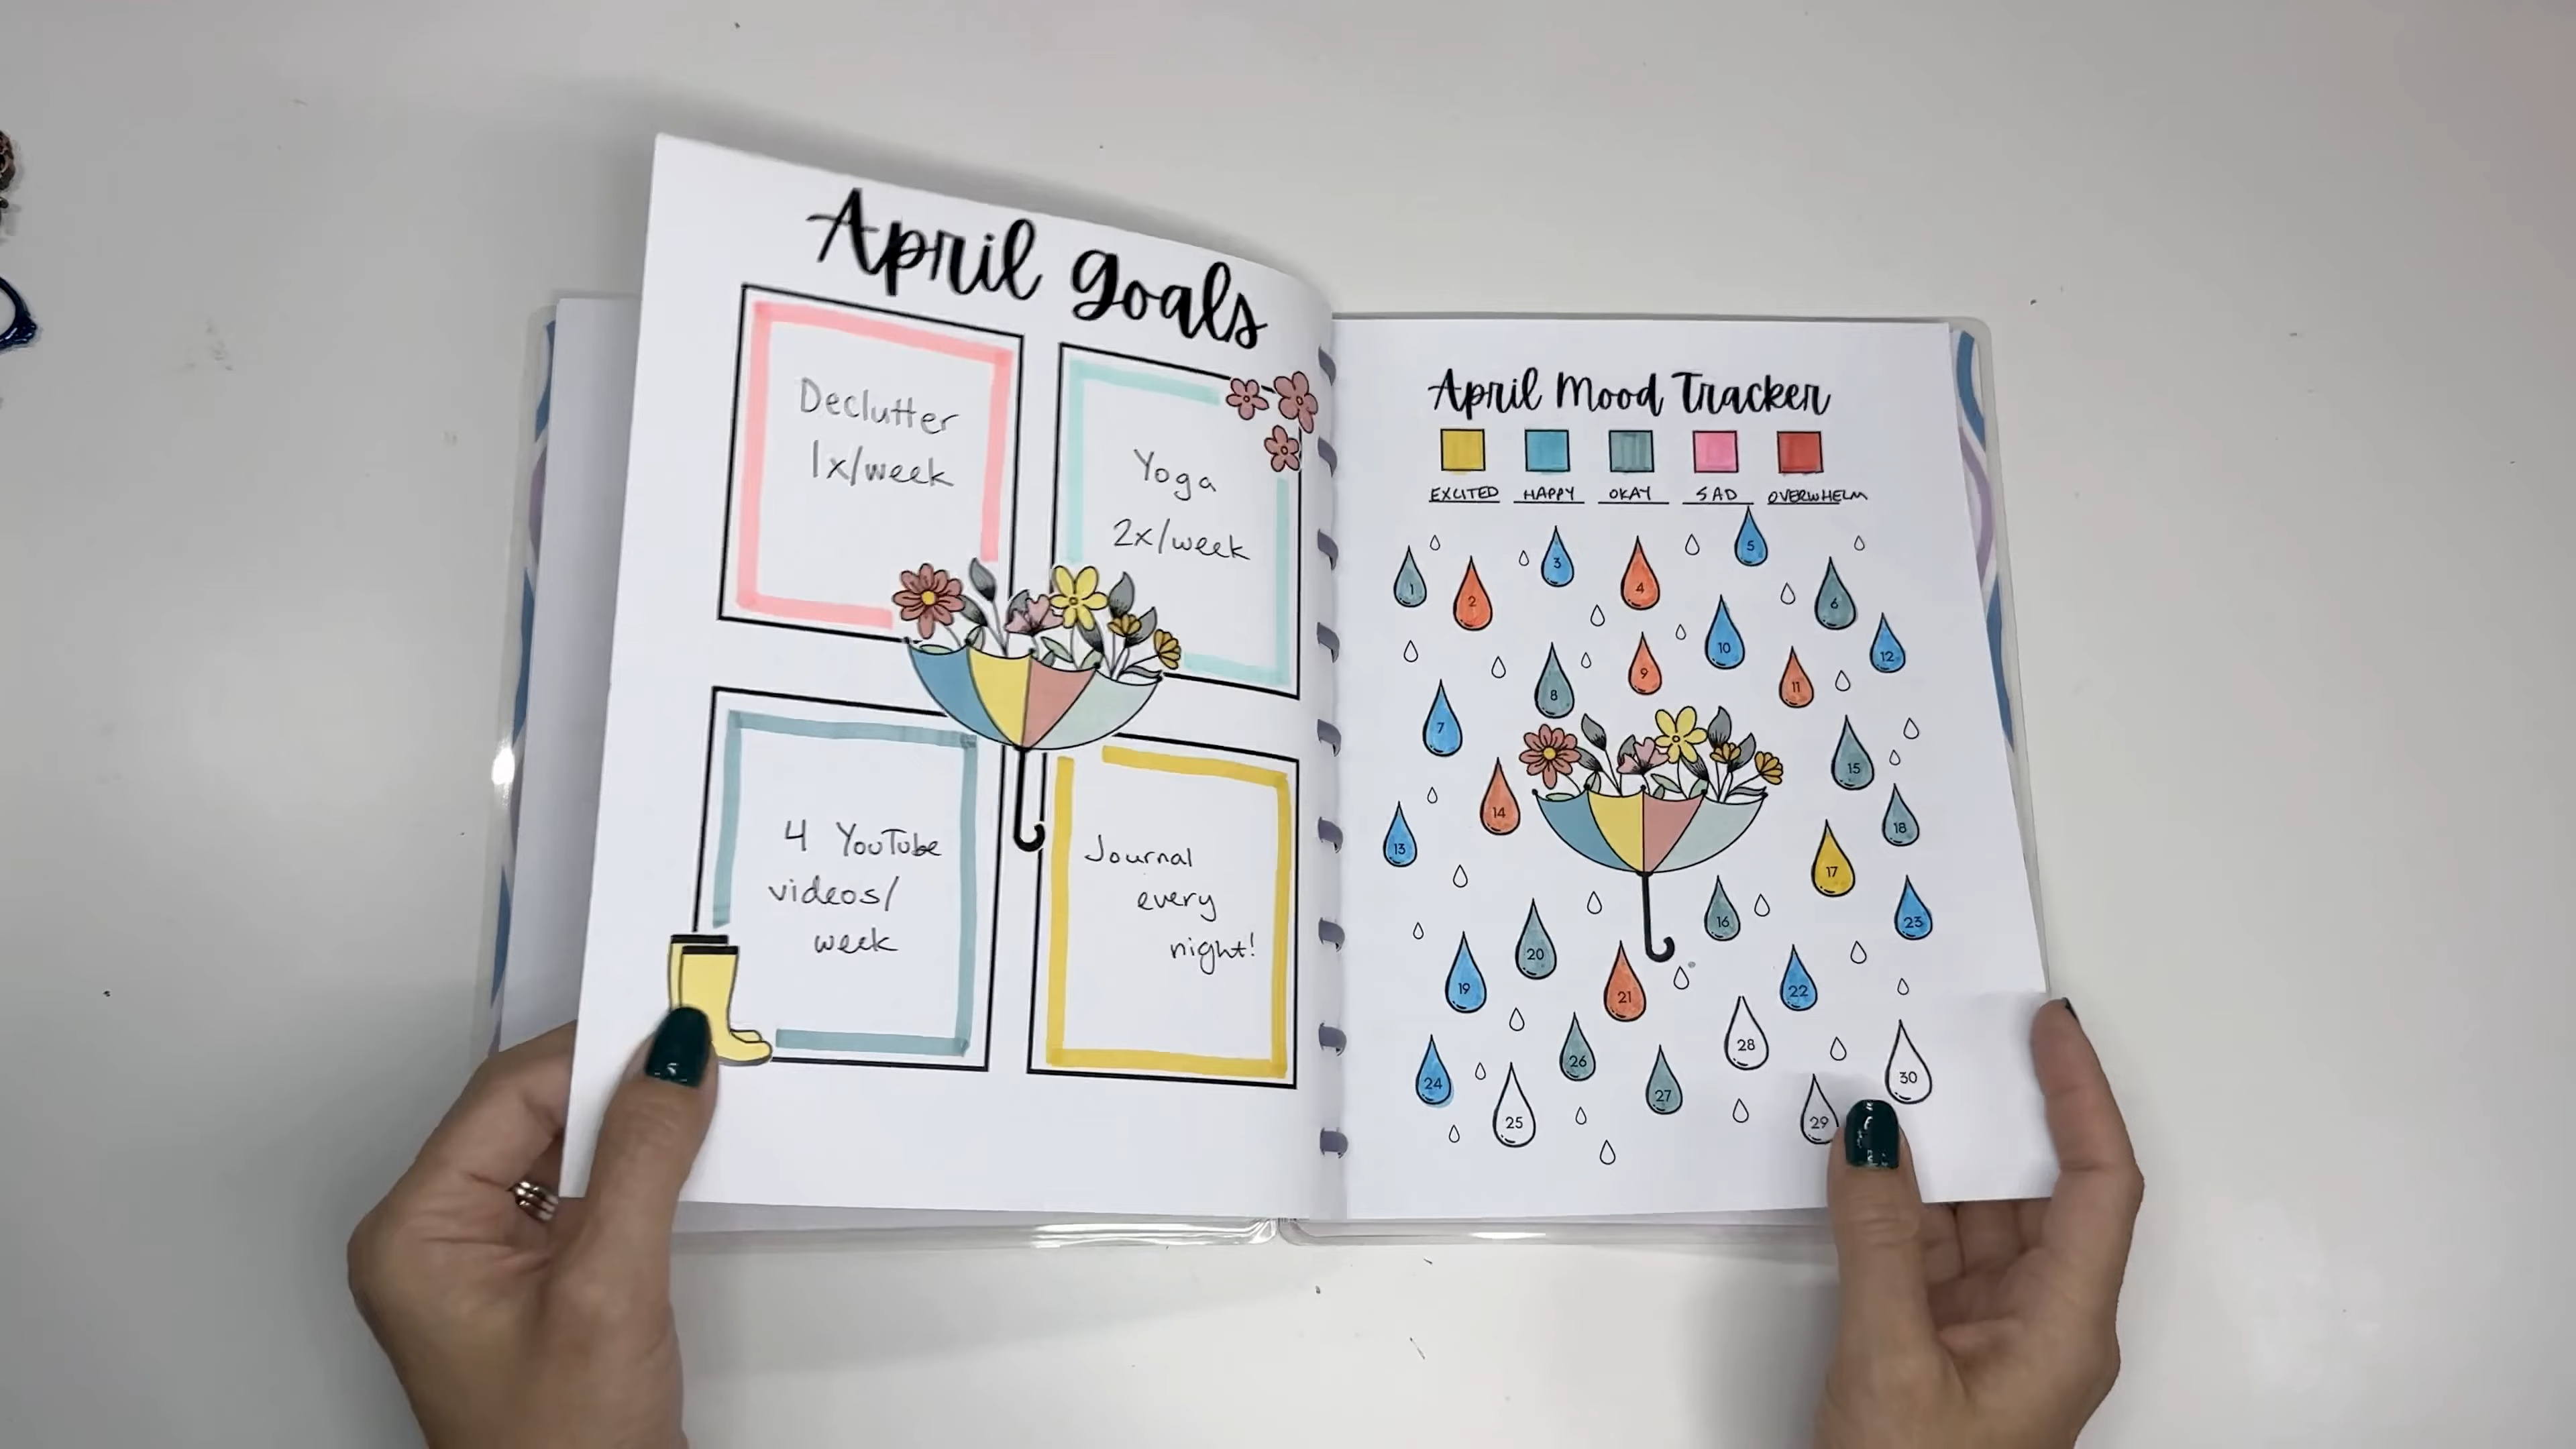 April Goals
Declutter
1x/week
Yoga
2x/week
4 YouTube
videos/
week
Journal
every
night!
April Mood Tracker
EXCITED HAPPY OKAY SAD OVERWHELM
1
2
3
4
5
6
7
8
9
10
11
12
13
14
15
16
17
18
19
20
21
22
23
24
25
26
27
28
29
30